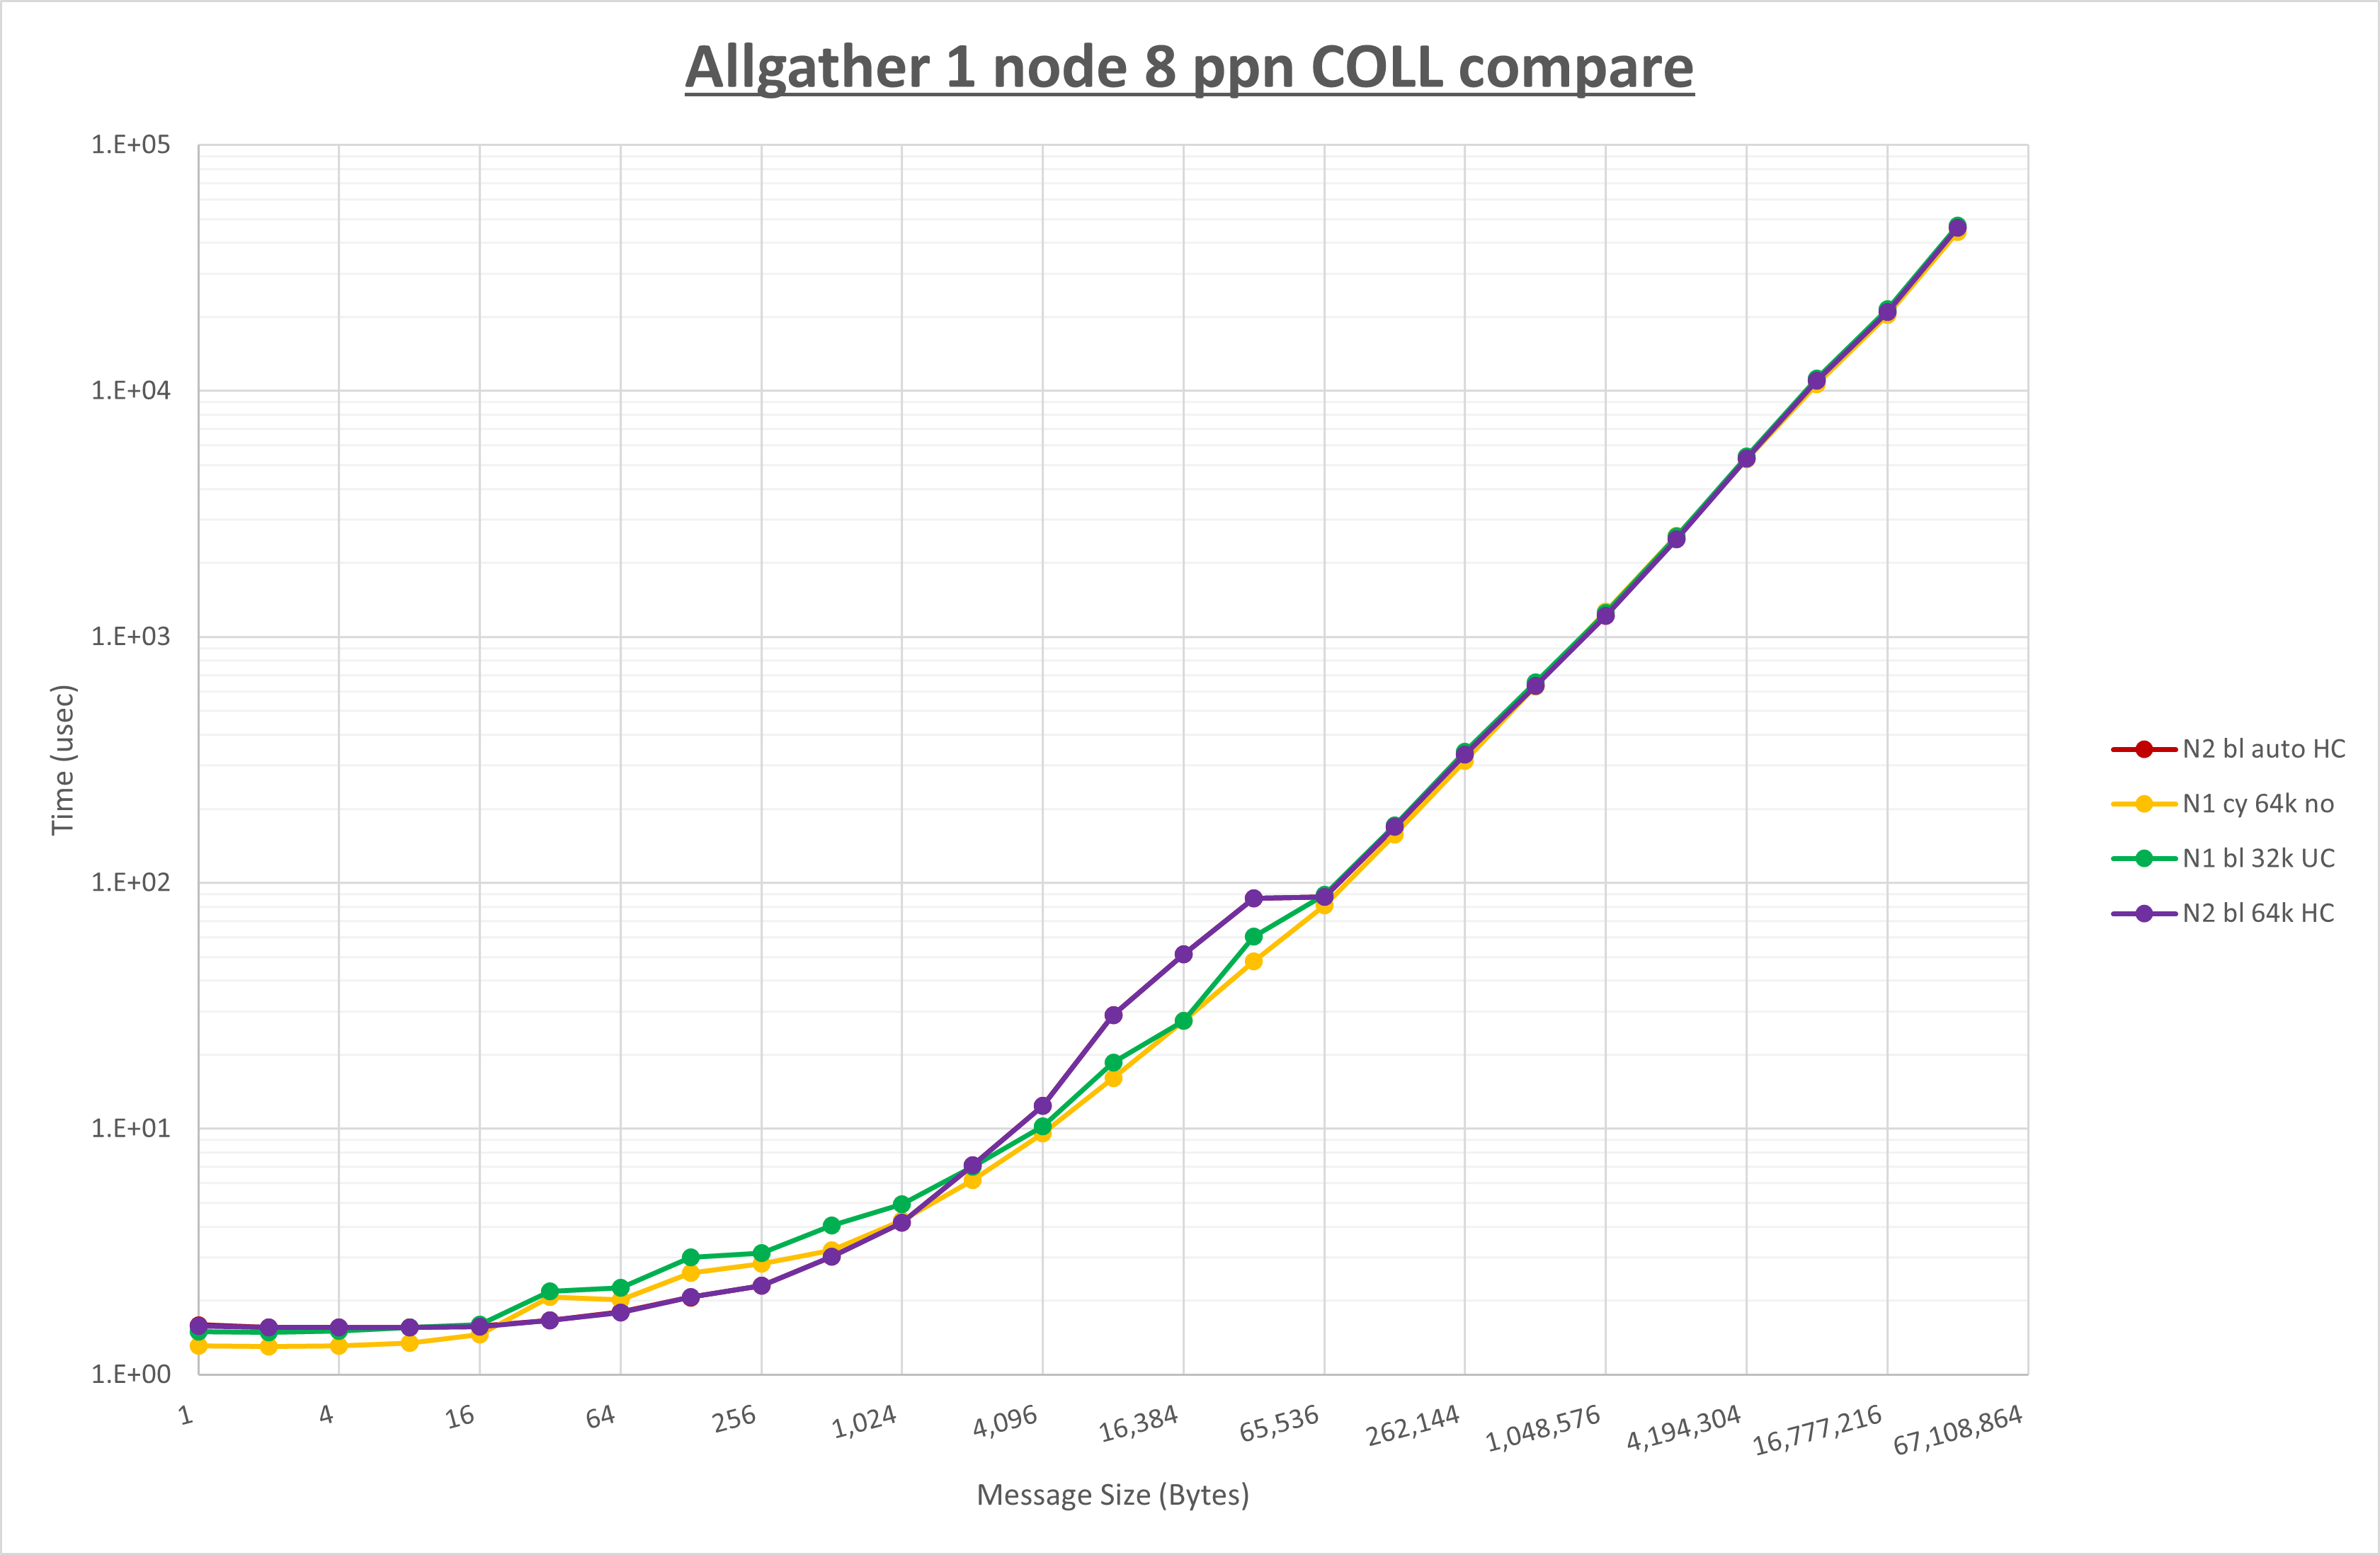 Allgather 1 node 8 ppn COLL compare
1.E+05
1.E+04
1.E+03
1.E+02
1.E+01
1.E+00
Time (usec)
1
4
16
64
256
1,024
4,096
16,384
65,536
262,144
1,048,576
4,194,304
16,777,216
67,108,864
Message Size (Bytes)
N2 bl auto HC
N1 cy 64k no
N1 bl 32k UC
N2 bl 64k HC